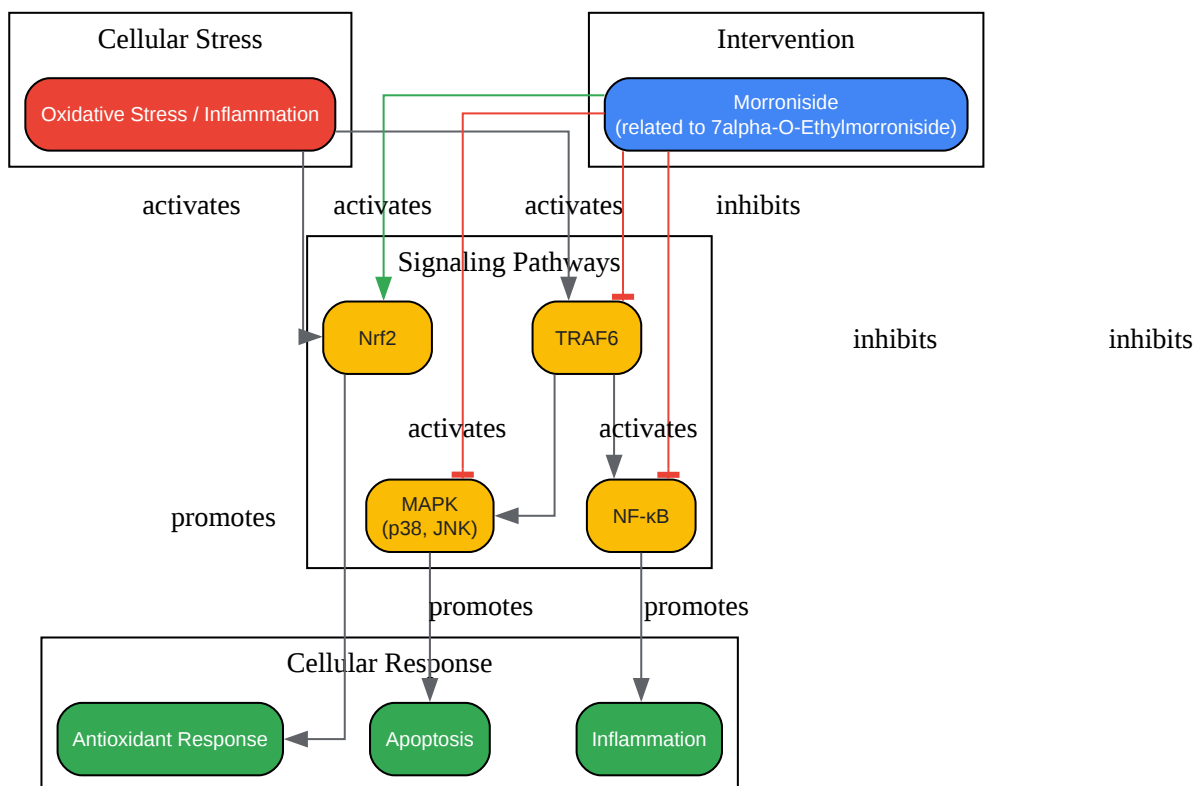 Cellular Stress
Intervention
Oxidative Stress / Inflammation
Morroniside
(related to 7alpha-O-Ethylmorroniside)
activates
activates
activates
inhibits
Signaling Pathways
Nrf2
TRAF6
inhibits
inhibits
activates
activates
MAPK
(p38, JNK)
NF-κB
promotes
promotes
promotes
Cellular Response
Antioxidant Response
Apoptosis
Inflammation